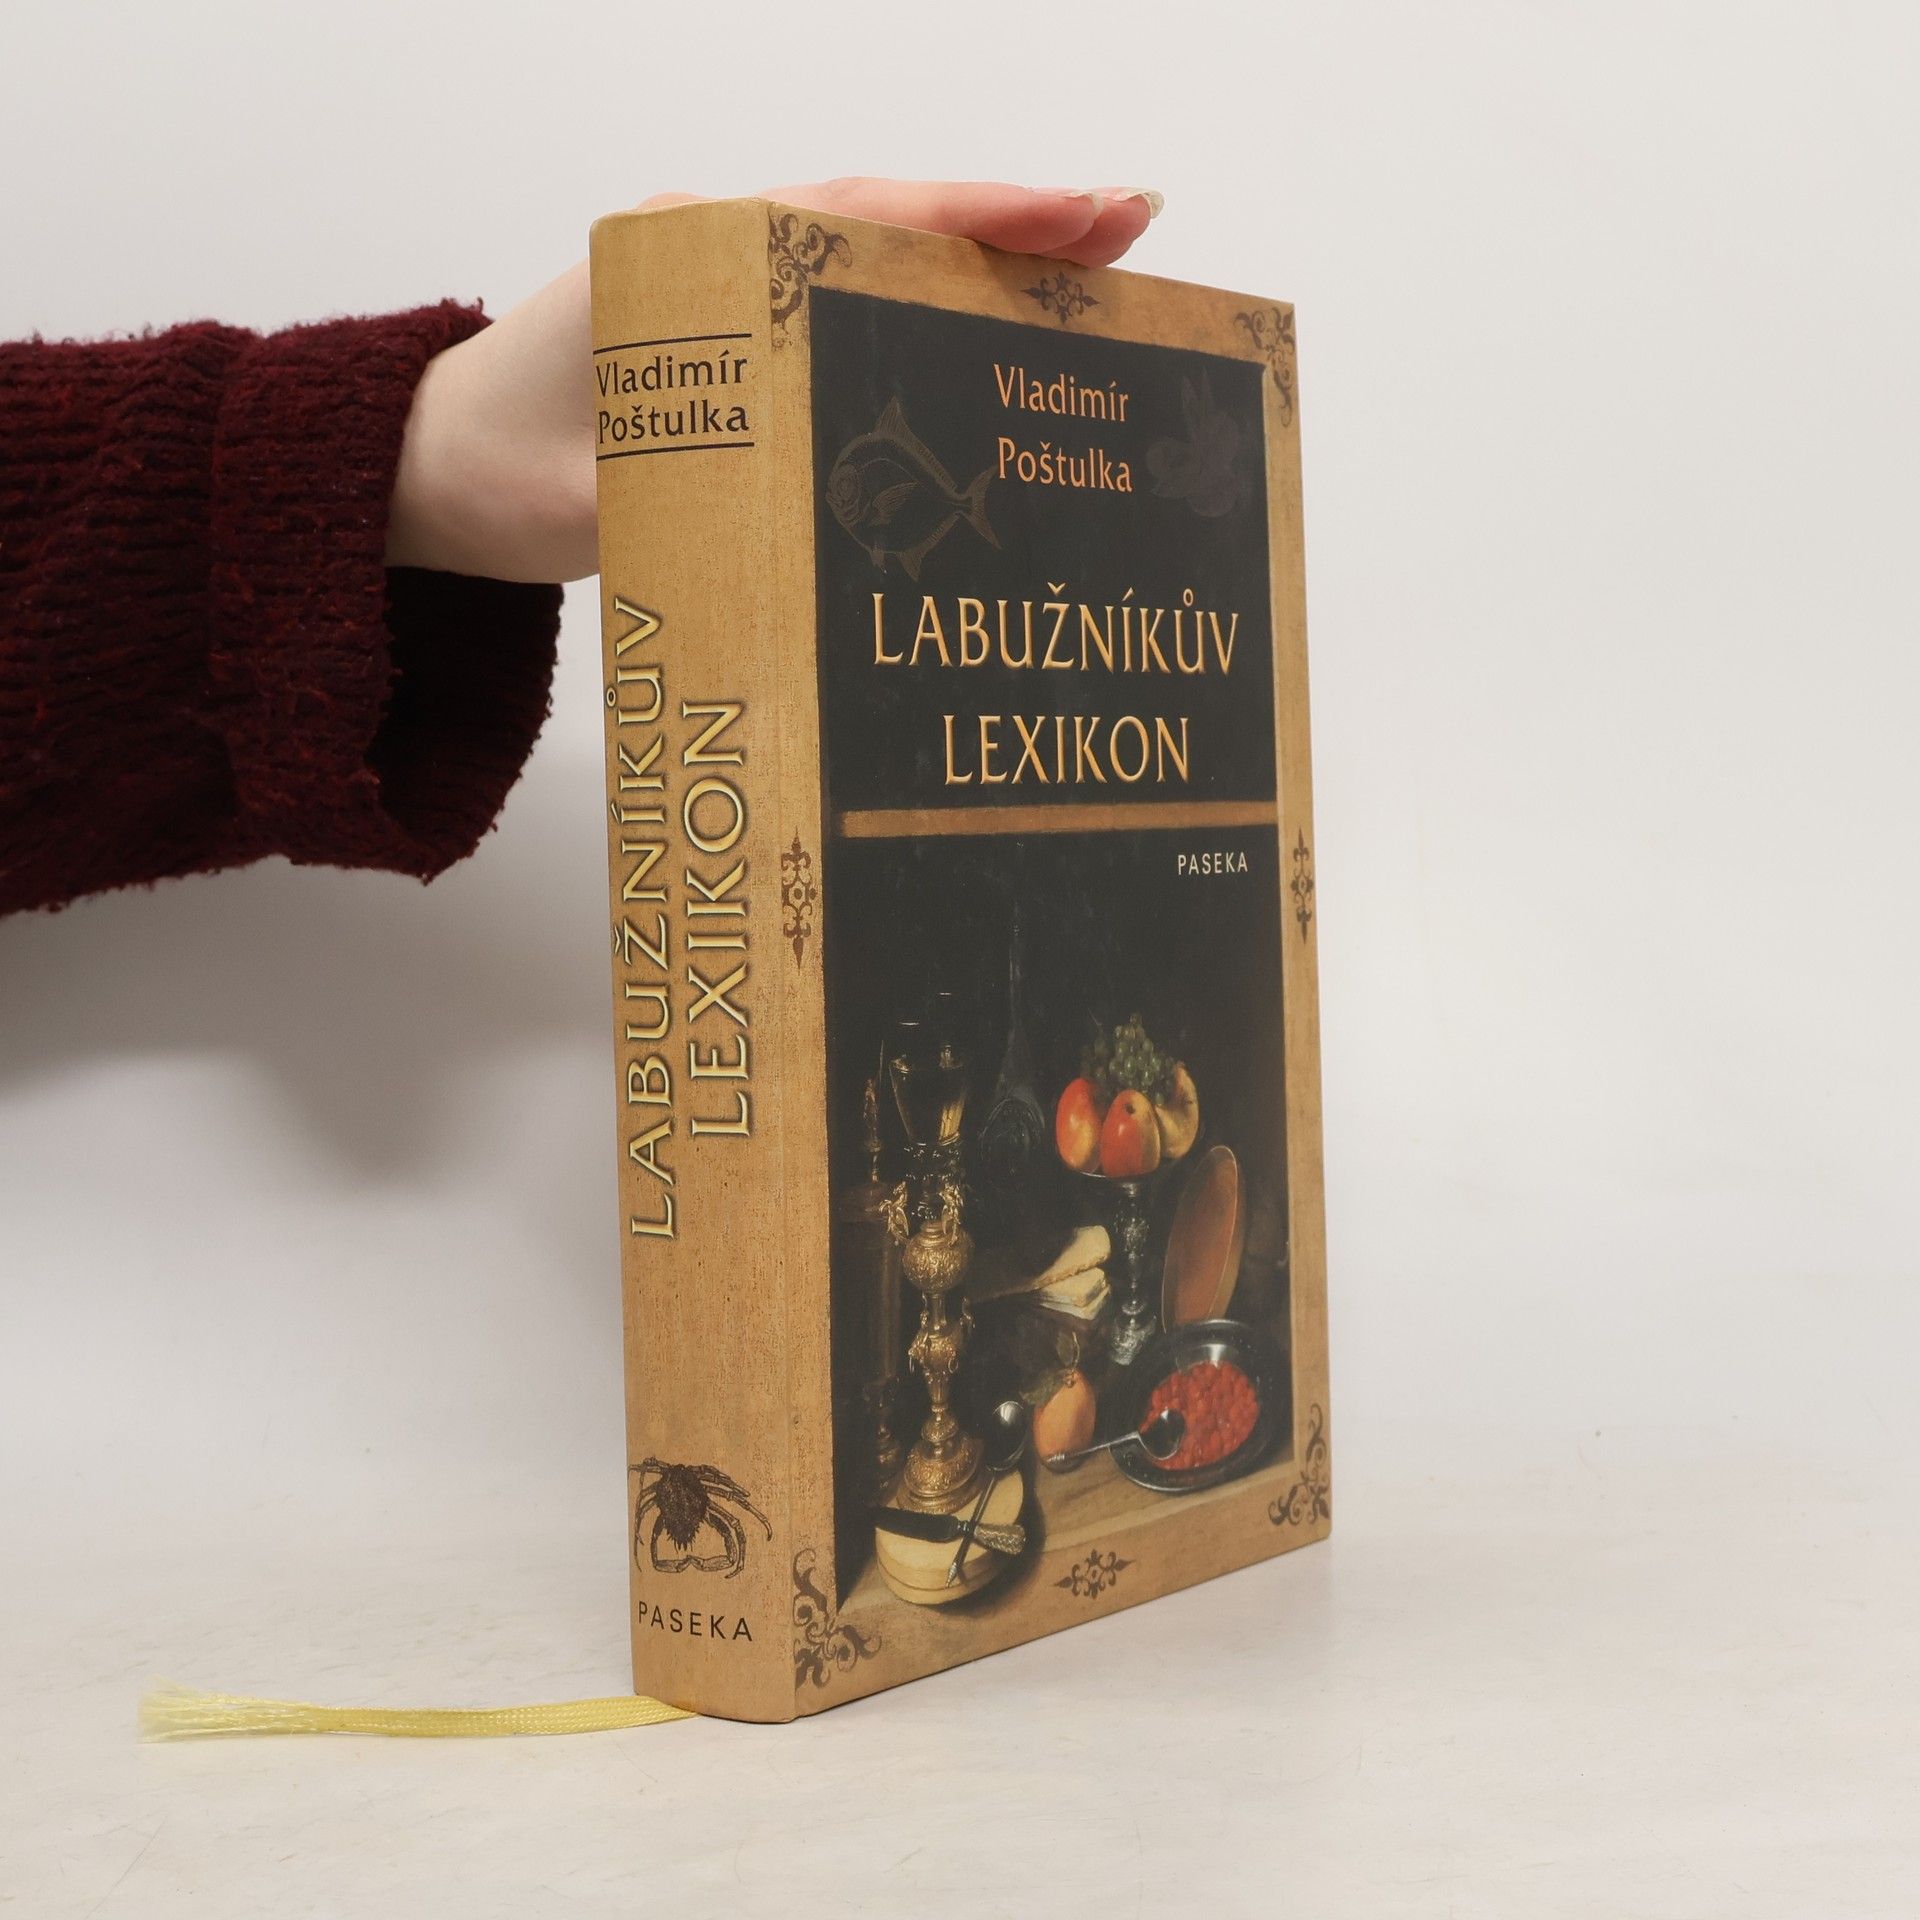 Vladimír
Poštulka
LABUŽNÍKŮV
LEXIKON
PASEKA
Vladimír
Poštulka
LABUŽNÍKŮV
LEXIKON
PASEKA